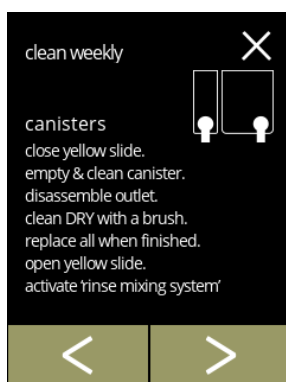 clean weekly
canisters
close yellow slide.
empty & clean canister.
disassemble outlet.
clean DRY with a brush.
replace all when finished.
open yellow slide.
activate ‘rinse mixing system’